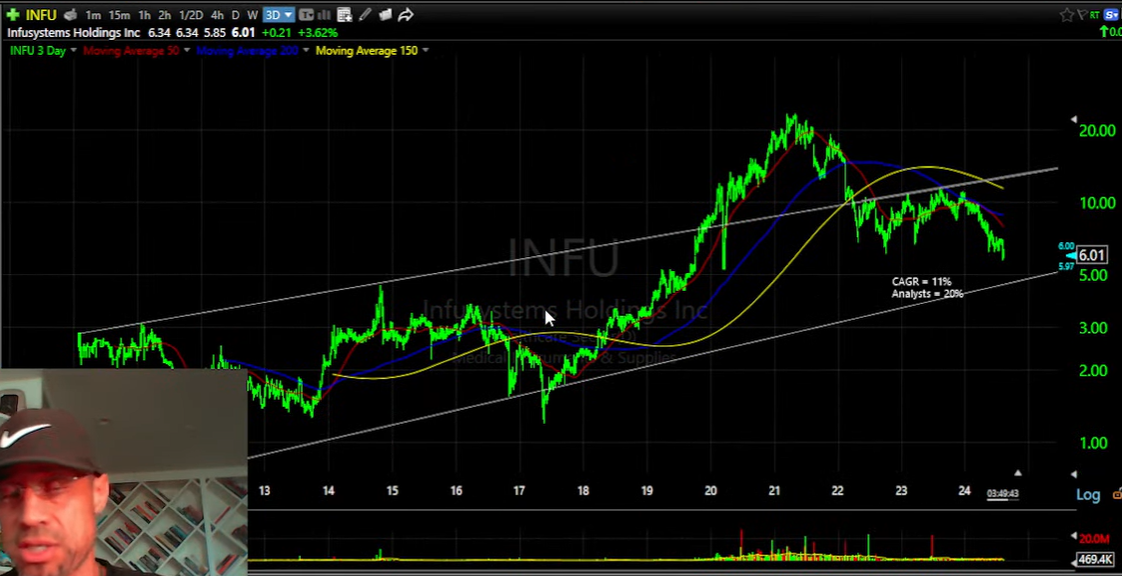 INFU 1m 15m 1h 2h 1/2D 4h D W 3D RT S
Infusystems Holdings Inc 6.34 6.34 5.85 6.01 +0.21 +3.62%
INFU 3 Day Moving Average 50 Moving Average 200 Moving Average 150
20.00
10.00
INFU
6.00
6.01
5.97
5.00
CAGR = 11%
Analysts = 20%
Infusystems Holdings Inc
3.00
2.00
1.00
13 14 15 16 17 18 19 20 21 22 23 24 03:49:43 Log
20.0M
469.4K